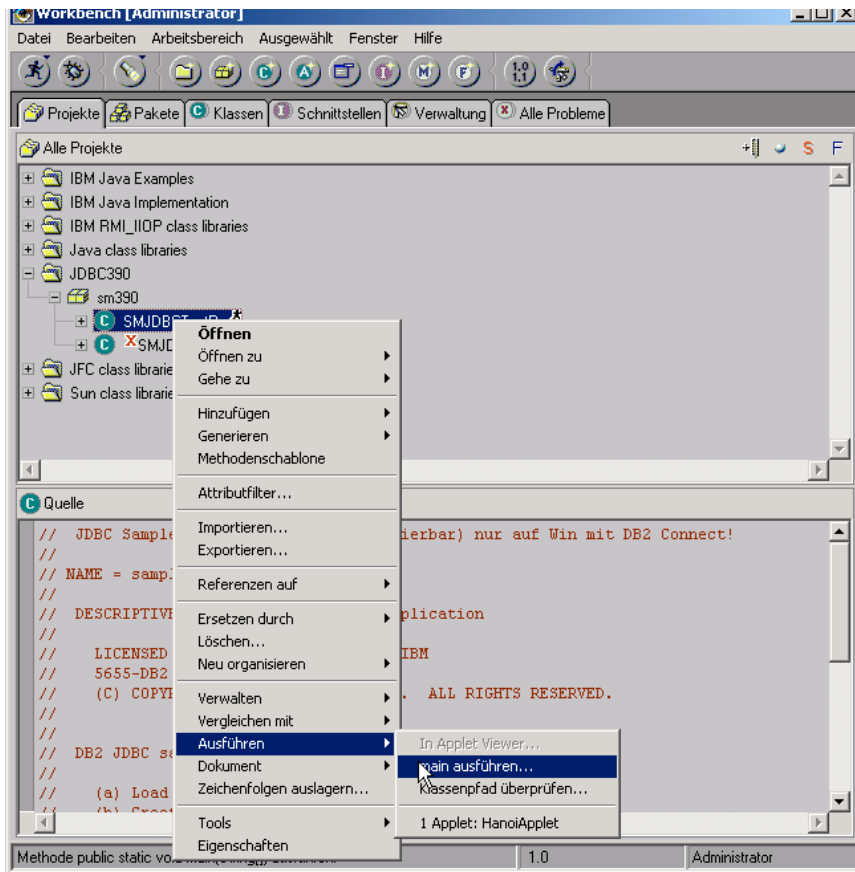 Workbench [Administrator]
Datei Bearbeiten Arbeitsbereich Ausgewählt Fenster Hilfe
1.0
1.1
Projekte Pakete Klassen Schnittstellen Verwaltung Alle Probleme
Alle Projekte S F
IBM Java Examples
IBM Java Implementation
IBM RMI_IIOP class libraries
Java class libraries
JDBC390
sm390
C
C X
JFC class librarie
Sun class librarie
Öffnen
Öffnen zu
Gehe zu
Hinzufügen
Generieren
Methodenschablone
Attributfilter...
Importieren...
Exportieren...
Referenzen auf
Ersetzen durch
Löschen...
Neu organisieren
Verwalten
Vergleichen mit
Ausführen
Dokument
Zeichenfolgen auslagern...
Tools
Eigenschaften
In Applet Viewer...
main ausführen...
Klassenpfad überprüfen...
1 Applet: HanoiApplet
Quelle
// JDBC Sample ierbar) nur auf Win mit DB2 Connect!
//
// NAME = samp
//
// DESCRIPTIVE plication
//
// LICENSED IBM
// 5655-DB2
// (C) COPY . ALL RIGHTS RESERVED.
//
//
// DB2 JDBC sa
//
// (a) Load
Methode public static 1.0 Administrator